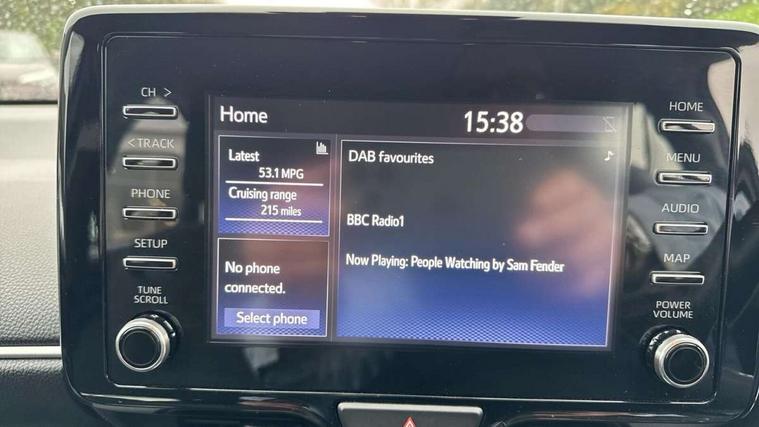 CH >
< TRACK
PHONE
SETUP
TUNE
SCROLL
Home
15:38
Latest
53.1 MPG
Cruising range
215 miles
No phone
connected.
Select phone
DAB favourites
BBC Radio1
Now Playing: People Watching by Sam Fender
HOME
MENU
AUDIO
MAP
POWER
VOLUME